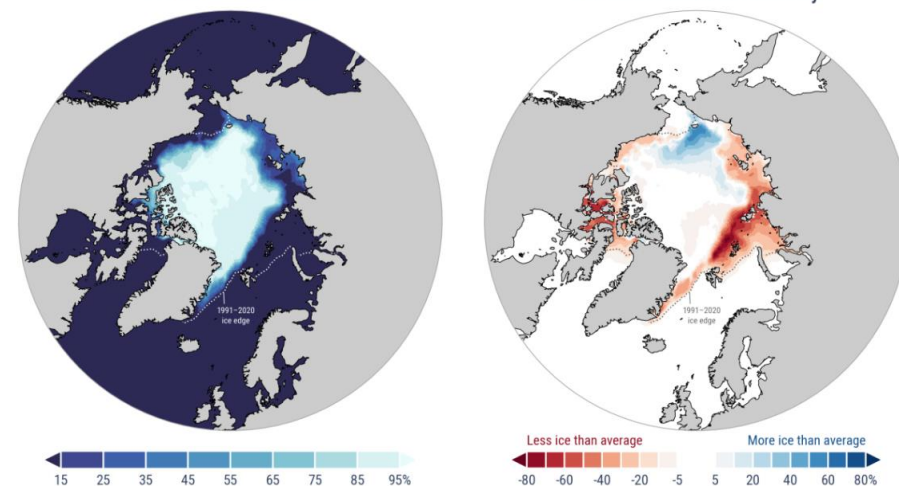 1991–2020
ice edge
15 25 35 45 55 65 75 85 95%
1991–2020
ice edge
Less ice than average More ice than average
-80 -60 -40 -20 -5 5 20 40 60 80%